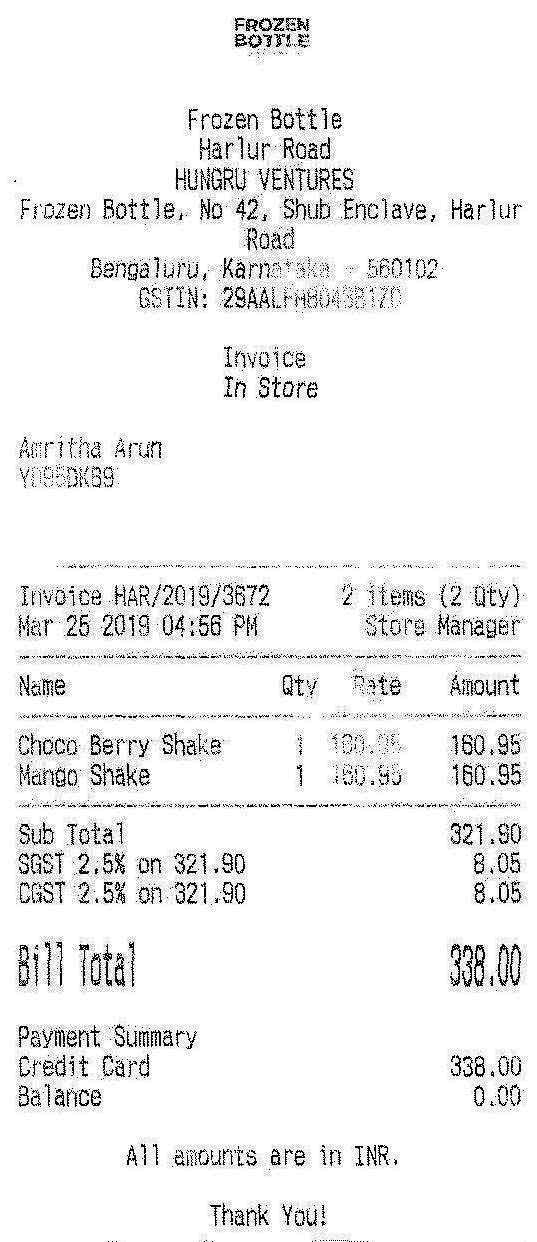 FROZEN
BOTTLE
Frozen Bottle
Harlur Road
HUNGRU VENTURES
Frozen Bottle, No 42, Shub Enclave, Harlur
Road
Bengaluru, Karnataka - 560102
GSTIN:
Invoice
In Store
Amritha Arun
Invoice HAR/2019/3672 2 items (2 Qty)
Mar 25 2019 04:56 PM Store Manager
Name Qty Rate Amount
Choco Berry Shake 1 160.95 160.95
Mango Shake 1 160.95 160.95
Sub Total 321.90
SGST 2.5% on 321.90 8.05
CGST 2.5% on 321.90 8.05
Bill Total 338.00
Payment Summary
Credit Card 338.00
Balance 0.00
All amounts are in INR.
Thank You!